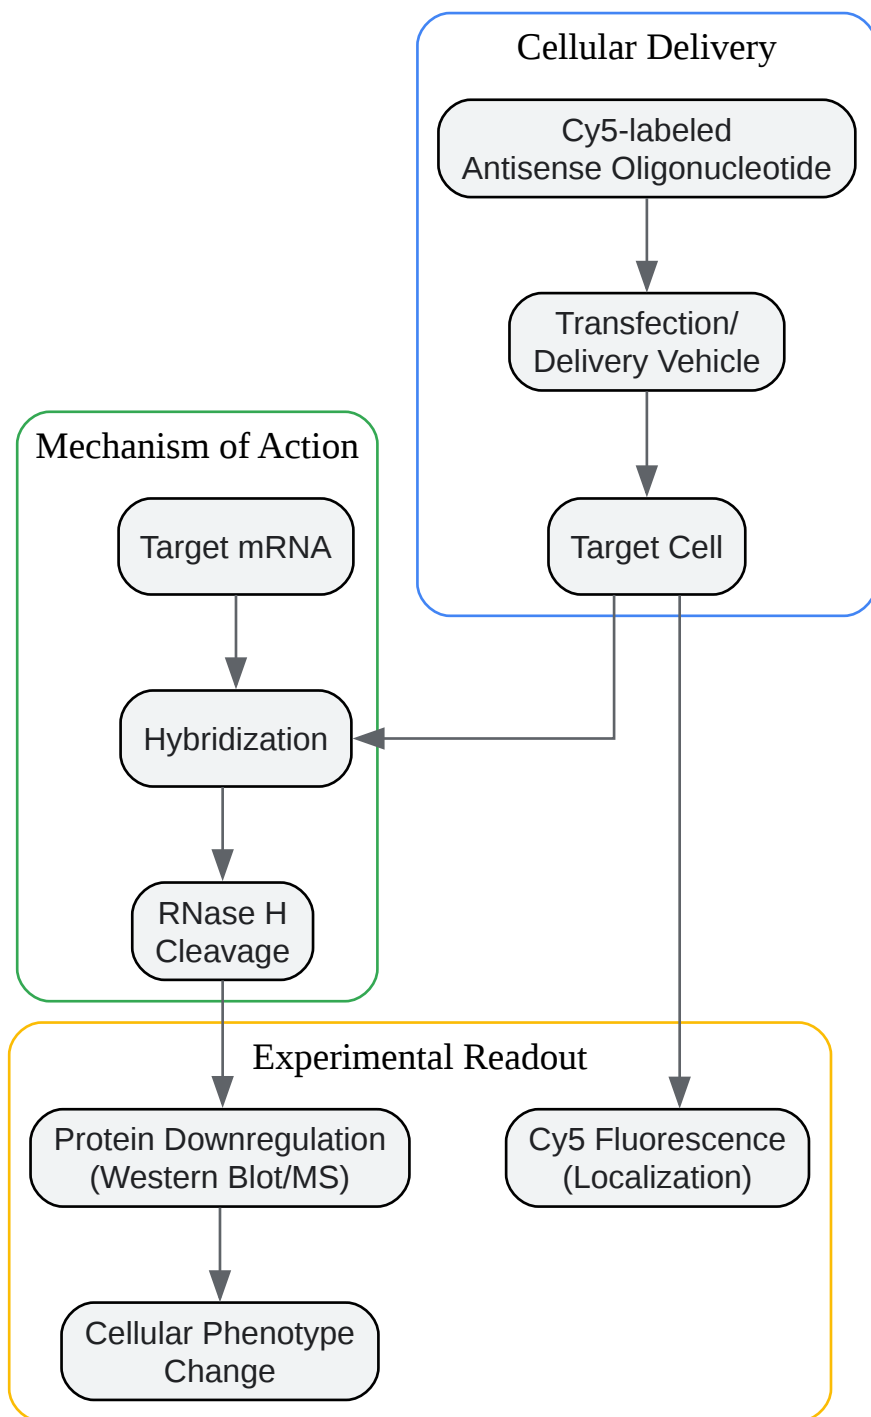 Cellular Delivery
Cy5-labeled
Antisense Oligonucleotide
Transfection/
Delivery Vehicle
Target Cell
Mechanism of Action
Target mRNA
Hybridization
RNase H
Cleavage
Experimental Readout
Protein Downregulation
(Western Blot/MS)
Cy5 Fluorescence
(Localization)
Cellular Phenotype
Change